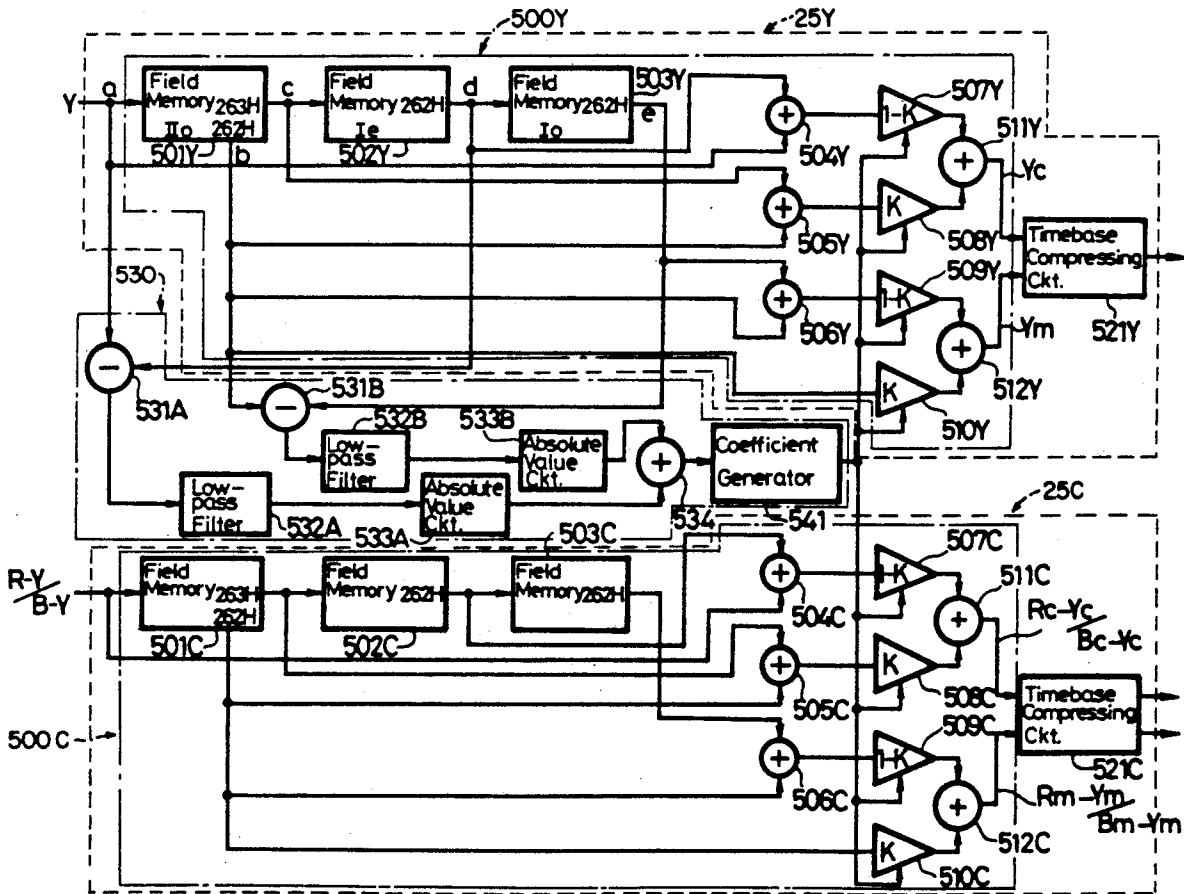 500Y
25Y
Y
a
Field
Memory 263H
IIo 262H
501Y
b
c
Field
Memory 262H
Ie
502Y
d
Field
Memory 262H
Io
503Y
e
+
504Y
1-K
507Y
+
511Y
Yc
+
505Y
K
508Y
Timebase
Compressing
Ckt.
521Y
530
+
506Y
1-K
509Y
+
512Y
Ym
K
510Y
−
531A
−
531B
532B
Low-
pass
Filter
533B
Absolute
Value
Ckt.
+
534
Coefficient
Generator
541
Low-
pass
Filter
532A
Absolute
Value
Ckt.
533A
25C
R-Y
/B-Y
Field
Memory 263H
262H
501C
Field
Memory 262H
502C
503C
Field
Memory 262H
+
504C
1-K
507C
+
511C
Rc-Yc
/Bc-Yc
+
505C
K
508C
Timebase
Compressing
Ckt.
521C
500C
+
506C
1-K
509C
+
512C
Rm-Ym
/Bm-Ym
K
510C